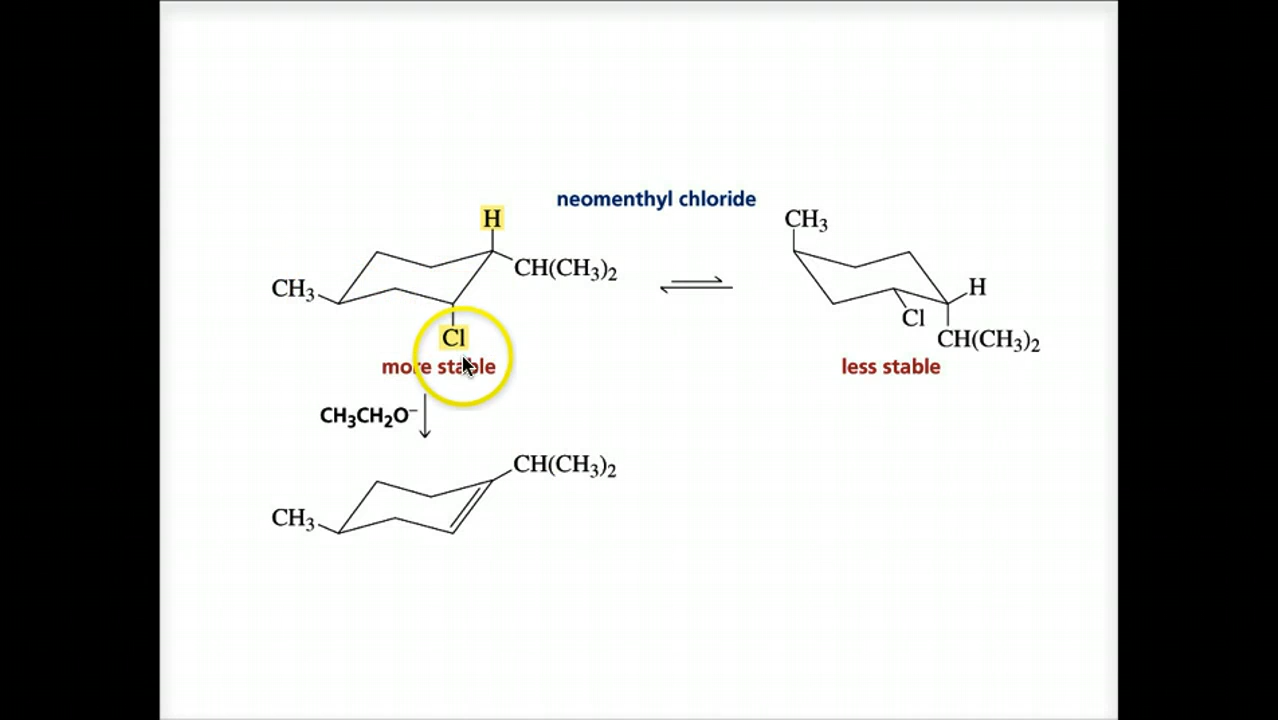 neomenthyl chloride
H
CH₃
CH(CH₃)₂
CH₃
H
Cl
Cl
CH(CH₃)₂
more stable
less stable
CH₃CH₂O⁻
CH(CH₃)₂
CH₃